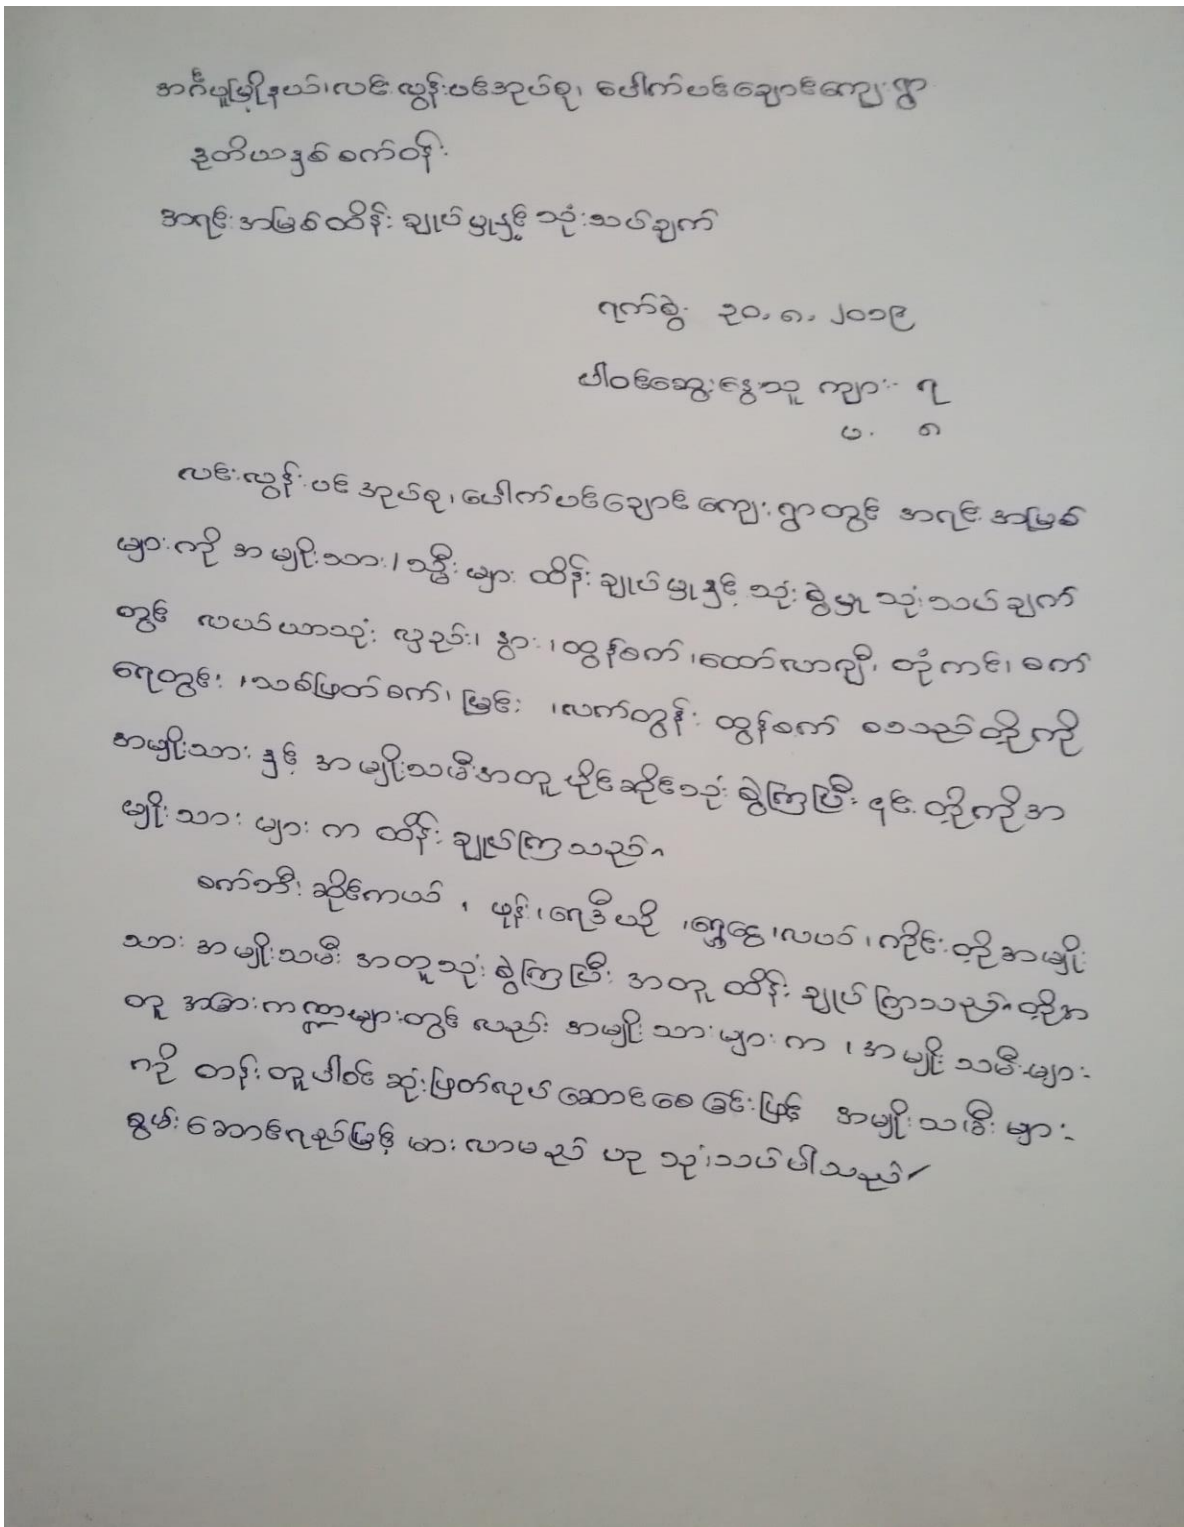 အင်္ဂပူမြို့နယ်၊လင်းလွန်းပင်အုပ်စု၊ ပေါက်ပင်ချောင်ကျေးရွာ
ဒုတိယနှစ်စက်ဝန်း
အရင်းအမြစ်ထိန်းချုပ်မှုနှင့် သုံးသပ်ချက်
ရက်စွဲ- ၃၀.၈.၂၀၁၉
ပါဝင်ဆွေးနွေးသူ ကျား- ၇
မ- ၈
လင်းလွန်းပင်အုပ်စု၊ပေါက်ပင်ချောင်ကျေးရွာတွင် အရင်းအမြစ်
များကို အမျိုးသား/သ္မီးများ ထိန်းချုပ်မှုနှင့် သုံးစွဲမှု သုံးသပ်ချက်
တွင် လယ်ယာသုံး လှည်း၊ နွား၊ထွန်စက်၊ထော်လာဂျီ၊ တုံကင်၊ စက်
ရေတွင်း၊သစ်ဖြတ်စက်၊ မြင်း၊လက်တွန်းထွန်စက် စသည်တို့ကို
အမျိုးသားနှင့် အမျိုးသမီးအတူ ပိုင်ဆိုင်သုံးစွဲကြပြီး ၎င်းတို့ကိုအ
မျိုးသားများက ထိန်းချုပ်ကြသည်။
စက်ဘီး ဆိုင်ကယ်၊ ဖုန်း၊ရေဒီယို၊ရွှေငွေ၊လယ်၊ကိုင်းတို့အမျိုး
သား အမျိုးသမီး အတူသုံးစွဲကြပြီး အတူထိန်းချုပ်ကြသည်။ထို့အ
တူ အခြားကဏ္ဍများတွင်လည်း အမျိုးသားများက၊အမျိုးသမီးများ
ကို တန်းတူပါဝင်ဆုံးဖြတ်လုပ်ဆောင်စေခြင်းဖြင့် အမျိုးသမီးများ
စွမ်းဆောင်ရည်မြှင့်မားလာမည် ဟု သုံးသပ်ပါသည်/